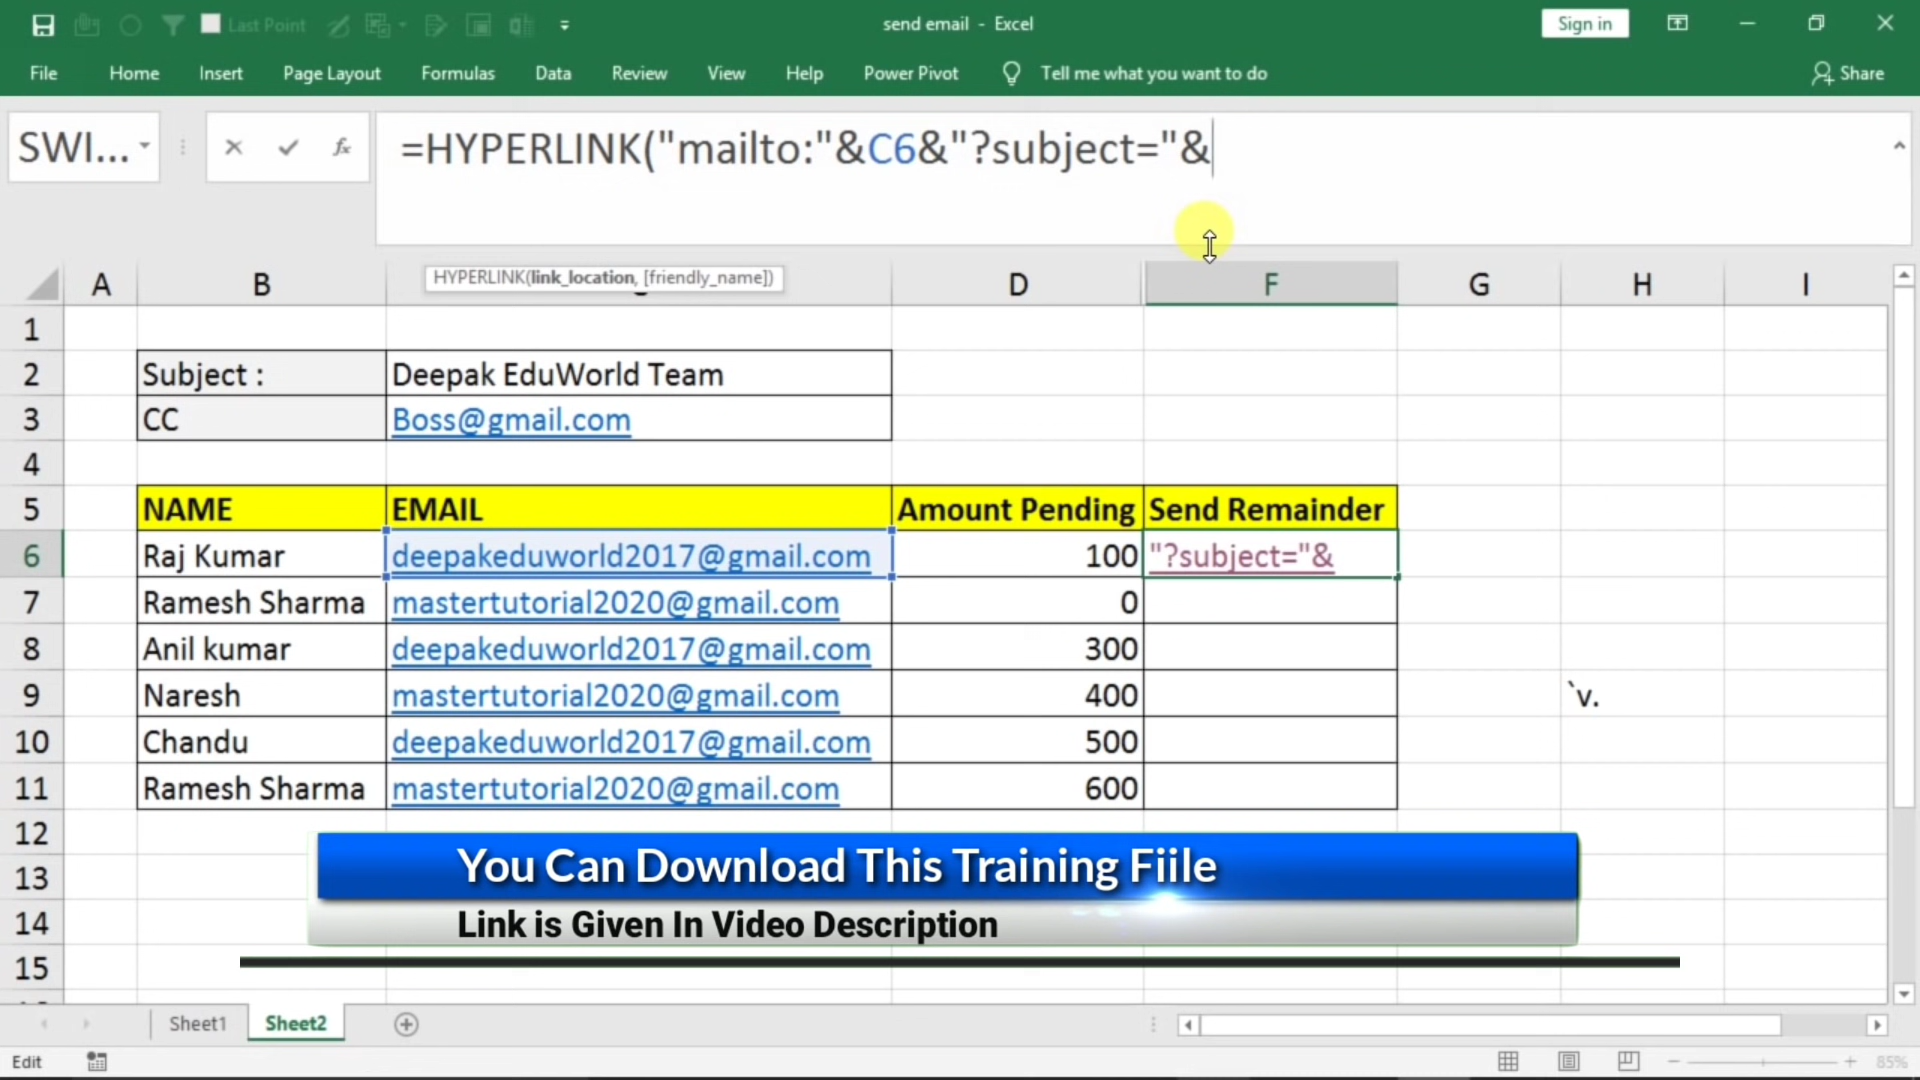 Last Point
send email - Excel
Sign in
File Home Insert Page Layout Formulas Data Review View Help Power Pivot Tell me what you want to do Share
SWI... fx =HYPERLINK("mailto:"&C6&"?subject="&
HYPERLINK(link_location, [friendly_name])
A B D F G H I
1
2 Subject : Deepak EduWorld Team
3 CC Boss@gmail.com
4
5 NAME EMAIL Amount Pending Send Remainder
6 Raj Kumar deepakeduworld2017@gmail.com 100 "?subject="&
7 Ramesh Sharma mastertutorial2020@gmail.com 0
8 Anil kumar deepakeduworld2017@gmail.com 300
9 Naresh mastertutorial2020@gmail.com 400 `v.
10 Chandu deepakeduworld2017@gmail.com 500
11 Ramesh Sharma mastertutorial2020@gmail.com 600
12
You Can Download This Training Fiile
13
14
Link is Given In Video Description
15
Sheet1 Sheet2
Edit 85%